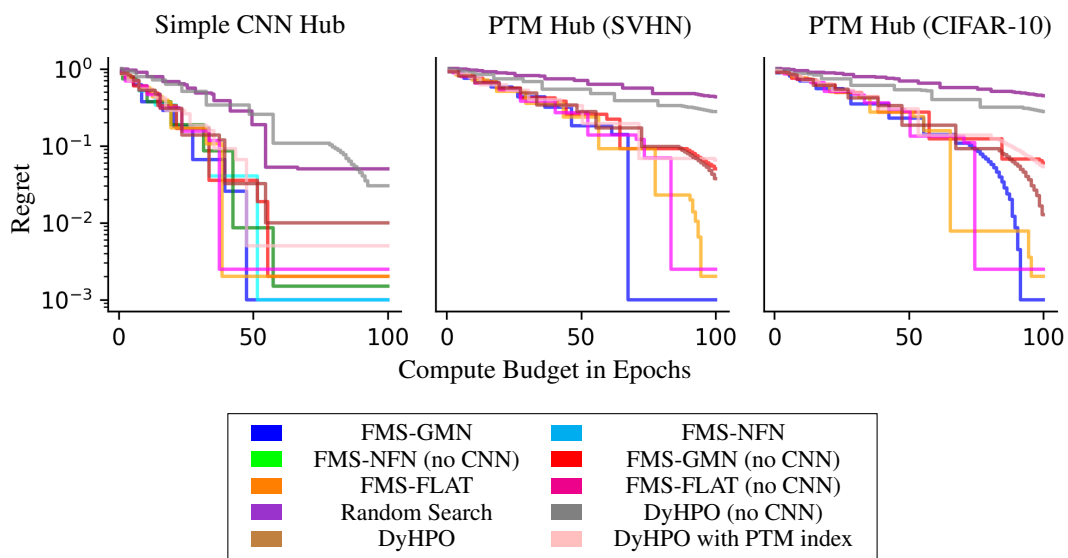 Simple CNN Hub
PTM Hub (SVHN)
PTM Hub (CIFAR-10)
Regret
10⁰
10⁻¹
10⁻²
10⁻³
0 50 100
0 50 100
0 50 100
Compute Budget in Epochs
FMS-GMN FMS-NFN
FMS-NFN (no CNN) FMS-GMN (no CNN)
FMS-FLAT FMS-FLAT (no CNN)
Random Search DyHPO (no CNN)
DyHPO DyHPO with PTM index